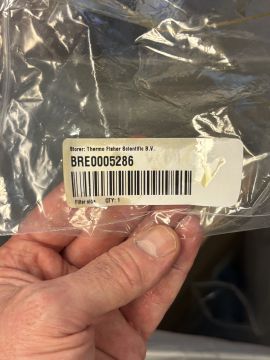 Storer: Thermo Fisher Scientific B.V.
BRE0005286
QTY: 1